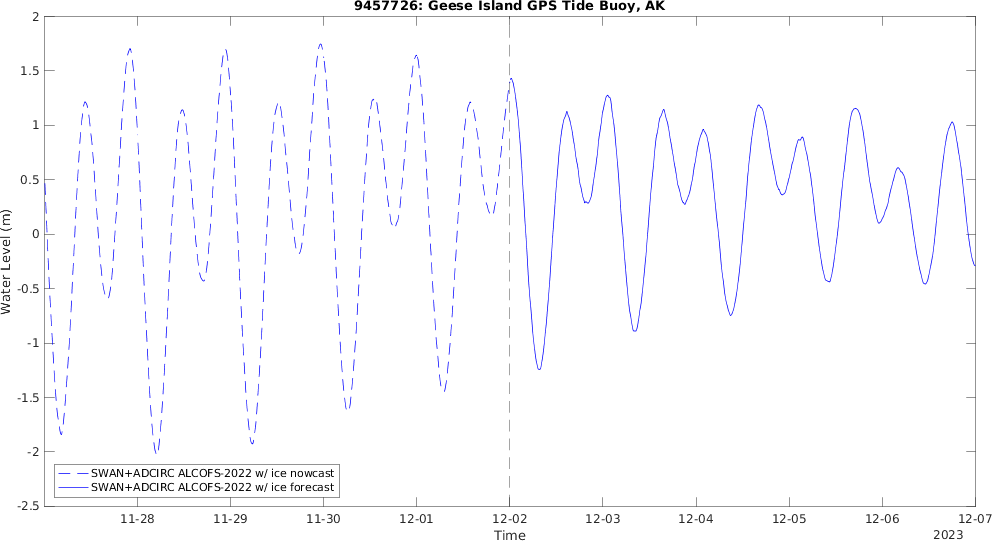 9457726: Geese Island GPS Tide Buoy, AK
2
1.5
1
0.5
0
-0.5
-1
-1.5
-2
-2.5
Water Level (m)
SWAN+ADCIRC ALCOFS-2022 w/ ice nowcast
SWAN+ADCIRC ALCOFS-2022 w/ ice forecast
11-28 11-29 11-30 12-01 12-02 12-03 12-04 12-05 12-06 12-07
Time
2023